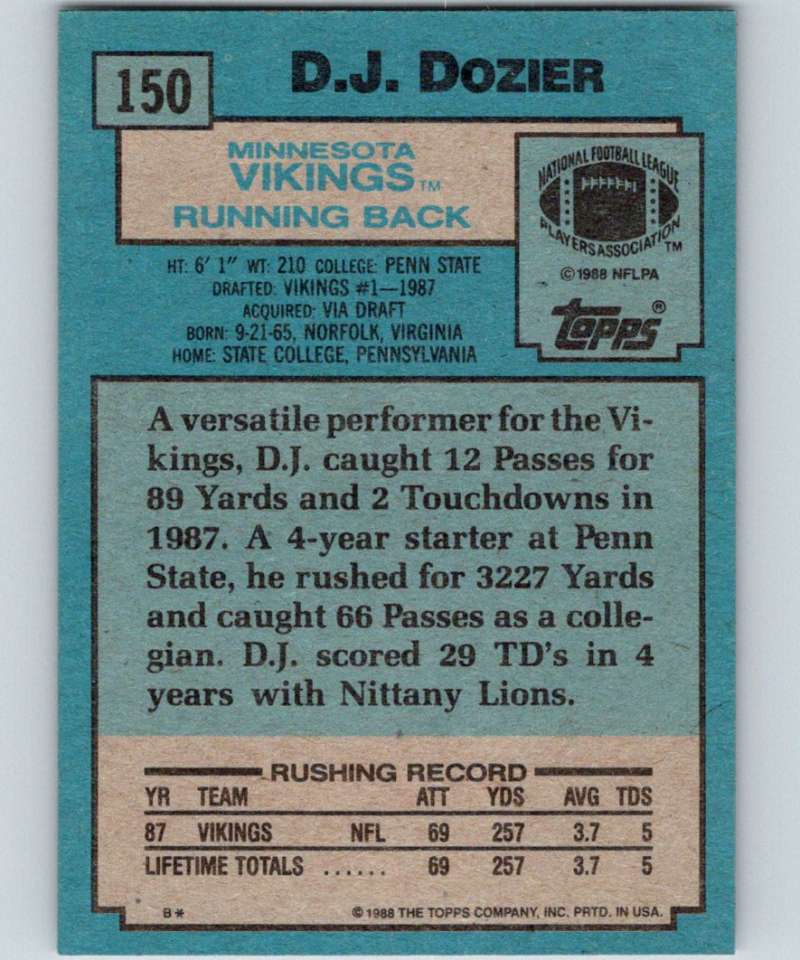 150
D.J. DOZIER
MINNESOTA
VIKINGS™
RUNNING BACK
NATIONAL FOOTBALL LEAGUE
PLAYERS ASSOCIATION™
©1988 NFLPA
topps®
HT: 6' 1" WT: 210 COLLEGE: PENN STATE
DRAFTED: VIKINGS #1—1987
ACQUIRED: VIA DRAFT
BORN: 9-21-65, NORFOLK, VIRGINIA
HOME: STATE COLLEGE, PENNSYLVANIA
A versatile performer for the Vi-
kings, D.J. caught 12 Passes for
89 Yards and 2 Touchdowns in
1987. A 4-year starter at Penn
State, he rushed for 3227 Yards
and caught 66 Passes as a colle-
gian. D.J. scored 29 TD's in 4
years with Nittany Lions.
RUSHING RECORD
YR TEAM ATT YDS AVG TDS
87 VIKINGS NFL 69 257 3.7 5
LIFETIME TOTALS ...... 69 257 3.7 5
B* ©1988 THE TOPPS COMPANY, INC. PRTD. IN USA.